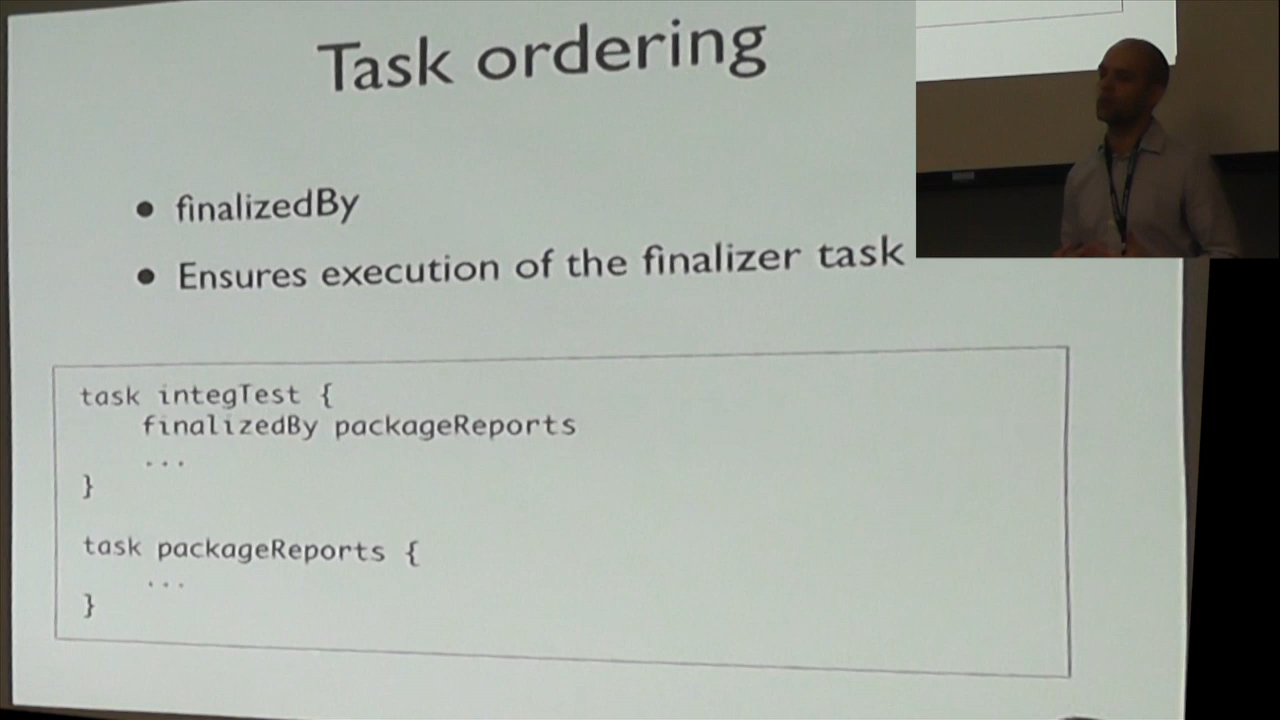 Task ordering
• finalizedBy
• Ensures execution of the finalizer task
task integTest {
    finalizedBy packageReports
    ...
}
task packageReports {
    ...
}